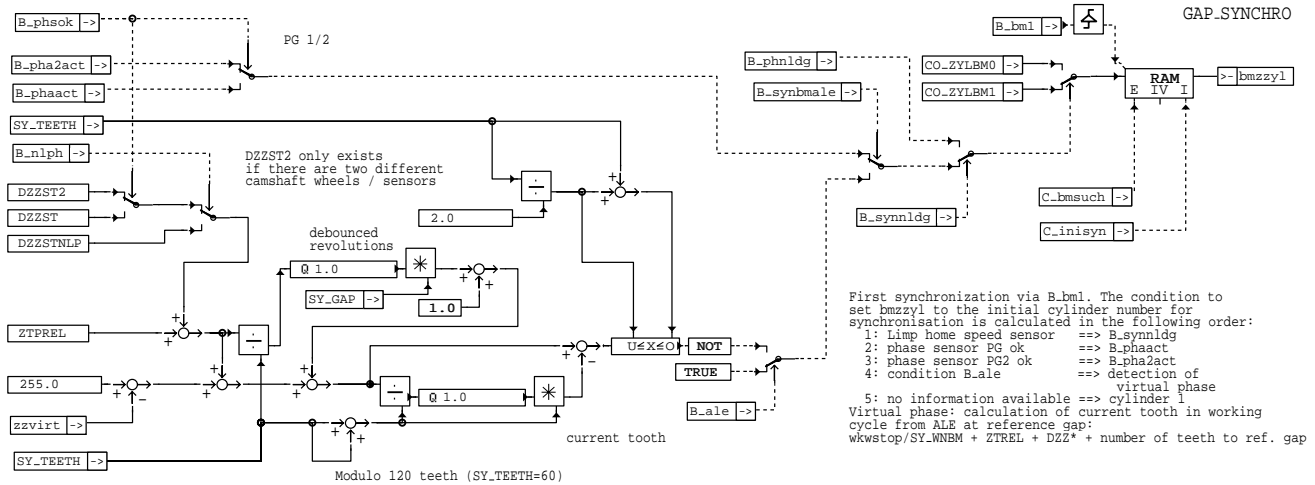 GAP_SYNCHRO
B_phsok ->
PG 1/2
B_bm1 ->
B_pha2act ->
B_phnldg ->
CO_ZYLBM0 ->
RAM
>- bmzzyl
B_phaact ->
B_synbmale ->
CO_ZYLBM1 ->
E IV I
SY_TEETH ->
B_nlph ->
DZZST2 only exists
if there are two different
camshaft wheels / sensors
DZZST2
DZZST
2.0
B_synnldg ->
C_bmsuch ->
DZZSTNLP
C_inisyn ->
debounced
revolutions
Q 1.0
SY_GAP ->
1.0
ZTPREL
U≤X≤O
NOT
TRUE
255.0
Q 1.0
B_ale ->
zzvirt ->
current tooth
SY_TEETH ->
Modulo 120 teeth (SY_TEETH=60)
First synchronization via B_bm1. The condition to
set bmzzyl to the initial cylinder number for
synchronisation is calculated in the following order:
1: Limp home speed sensor ==> B_synnldg
2: phase sensor PG ok ==> B_phaact
3: phase sensor PG2 ok ==> B_pha2act
4: condition B_ale ==> detection of
virtual phase
5: no information available ==> cylinder 1
Virtual phase: calculation of current tooth in working
cycle from ALE at reference gap:
wkwstop/SY_WNBM + ZTREL + DZZ* + number of teeth to ref. gap